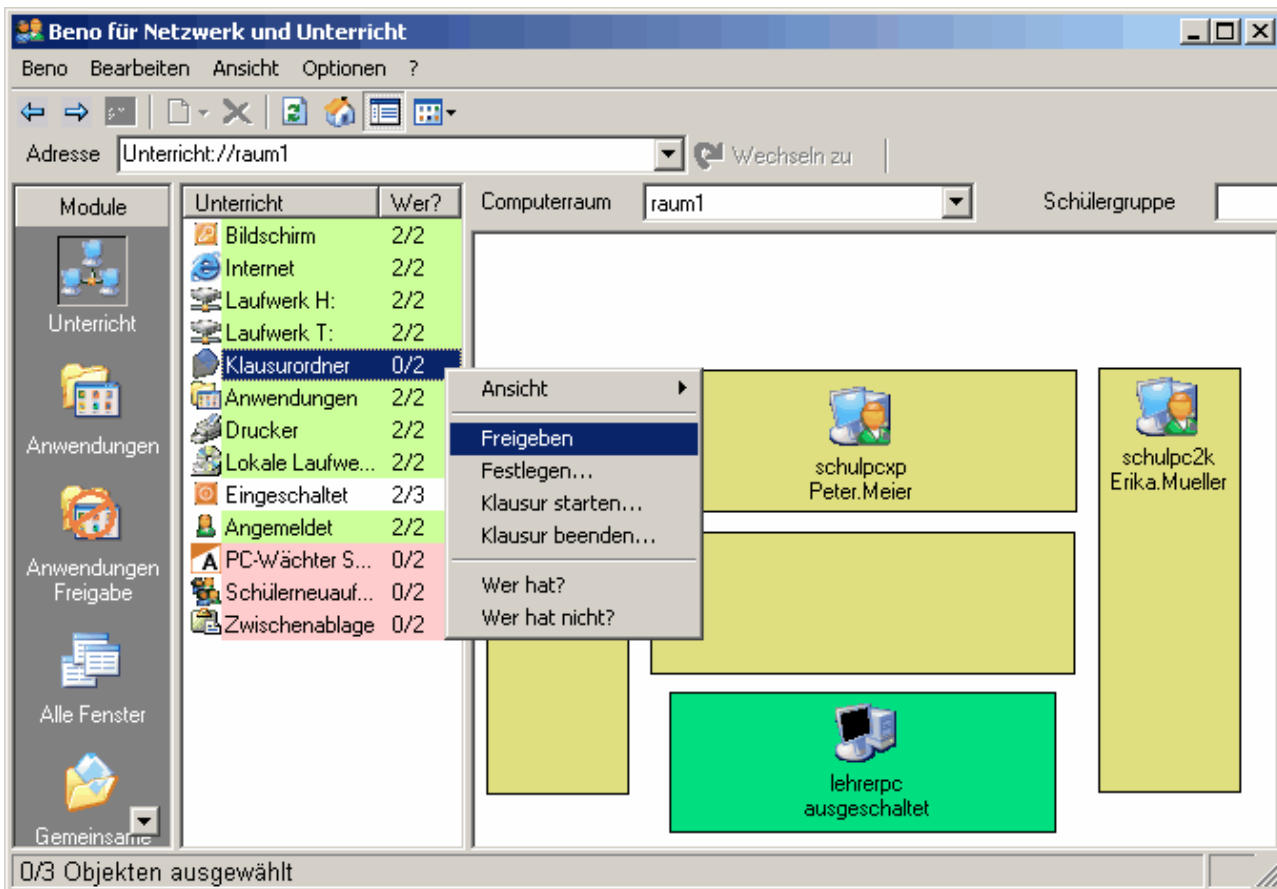 Beno für Netzwerk und Unterricht
Beno Bearbeiten Ansicht Optionen ?
Adresse Unterricht://raum1 Wechseln zu
Module
Unterricht
Anwendungen
Anwendungen
Freigabe
Alle Fenster
Gemeinsame
Unterricht Wer?
Bildschirm 2/2
Internet 2/2
Laufwerk H: 2/2
Laufwerk T: 2/2
Klausurordner 0/2
Anwendungen 2/2
Drucker 2/2
Lokale Laufwe... 2/2
Eingeschaltet 2/3
Angemeldet 2/2
PC-Wächter S... 0/2
Schülerneuauf... 0/2
Zwischenablage 0/2
Ansicht
Freigeben
Festlegen...
Klausur starten...
Klausur beenden...
Wer hat?
Wer hat nicht?
Computerraum raum1 Schülergruppe
schulpcxp
Peter.Meier
schulpc2k
Erika.Mueller
lehrerpc
ausgeschaltet
0/3 Objekten ausgewählt